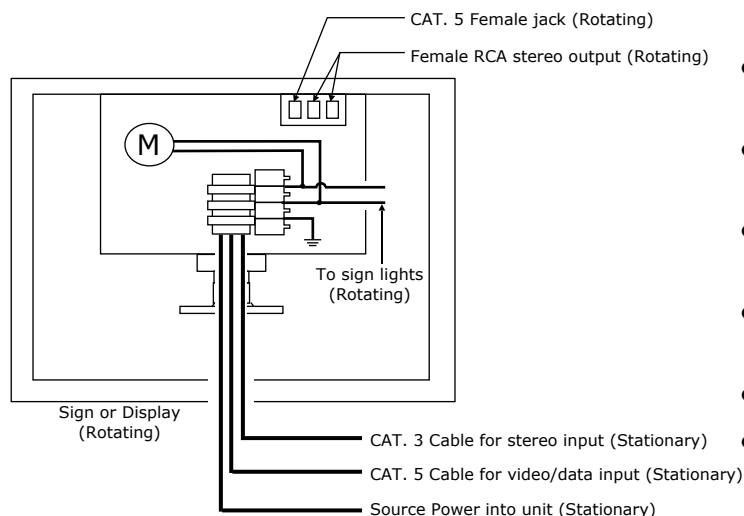 CAT. 5 Female jack (Rotating)
Female RCA stereo output (Rotating)
M
To sign lights
(Rotating)
Sign or Display
(Rotating)
CAT. 3 Cable for stereo input (Stationary)
CAT. 5 Cable for video/data input (Stationary)
Source Power into unit (Stationary)